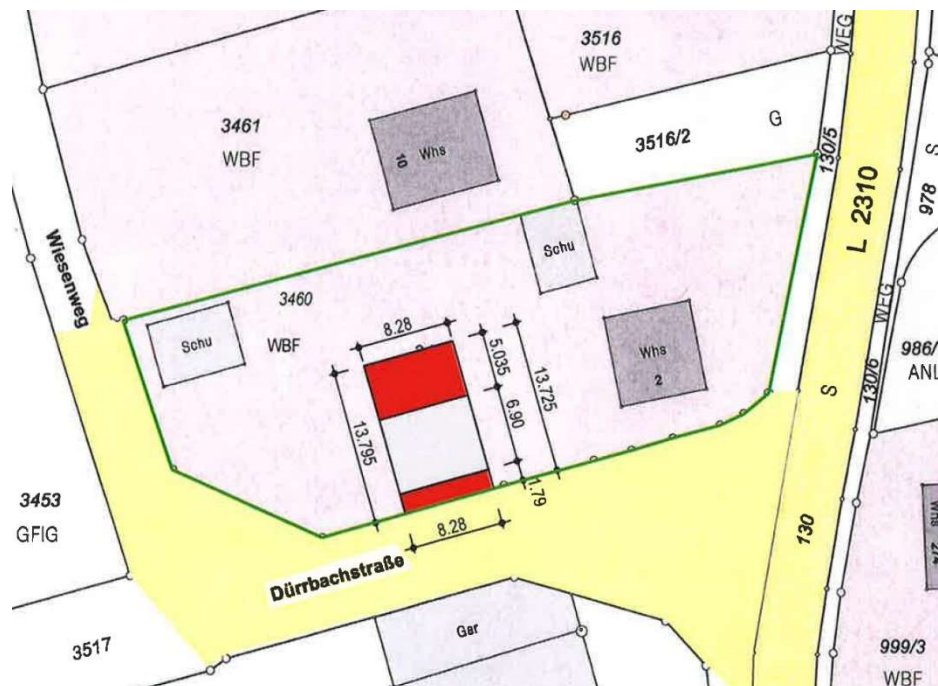 3516
WBF
WEG
3461
WBF
10
Whs
3516/2
G
130/5
S
978
L 2310
Wiesenweg
Schu
3460
WBF
Schu
8.28
5.035
13.725
6.90
13.795
1.79
Whs
2
WEG
986/
ANL
130/6
S
3453
GFIG
8.28
130
Whs
Dürrbachstraße
Gar
3517
999/3
WBF